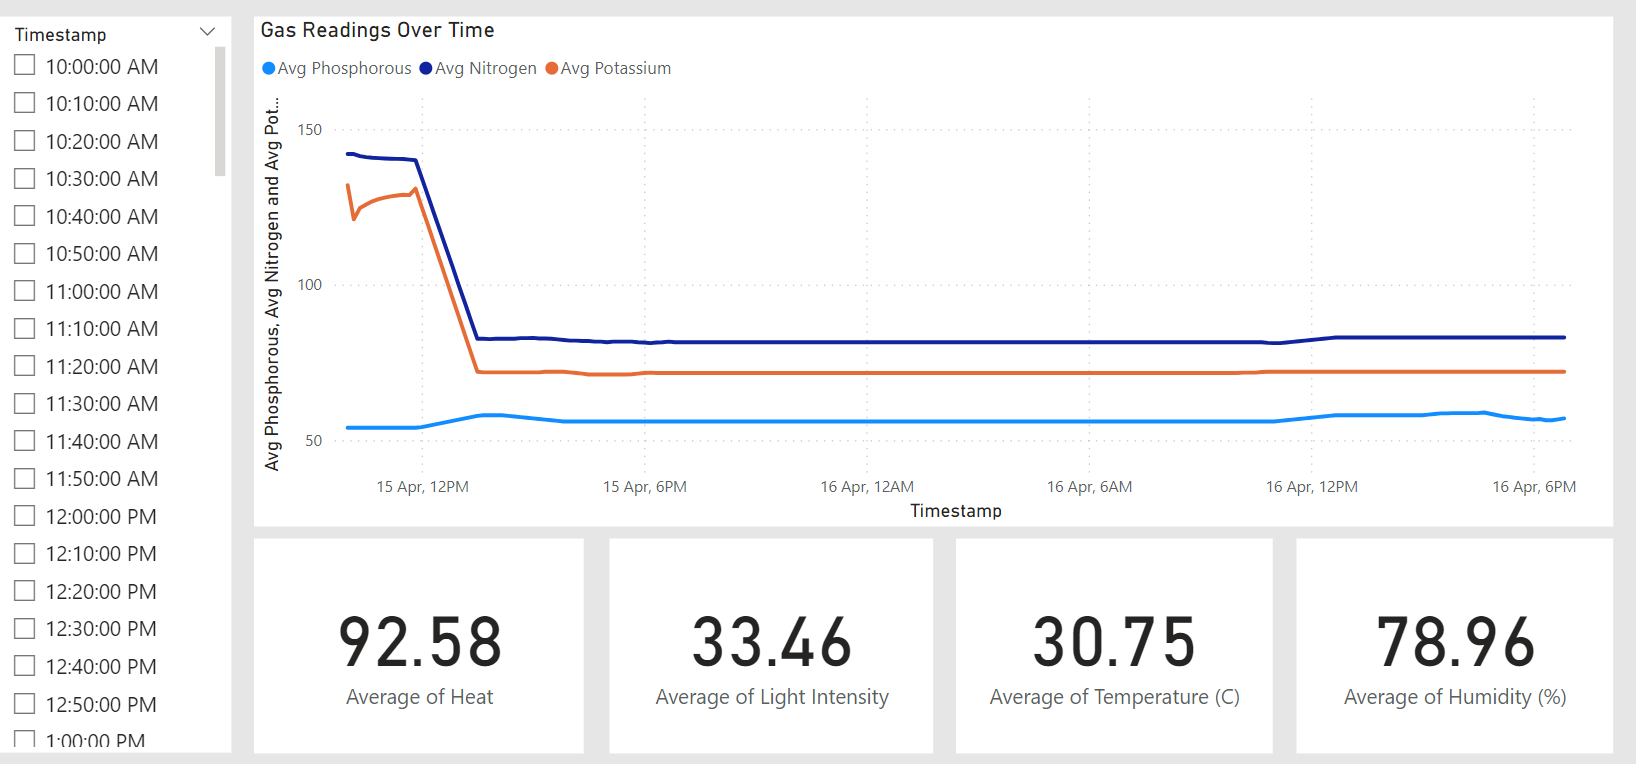 Timestamp
10:00:00 AM
10:10:00 AM
10:20:00 AM
10:30:00 AM
10:40:00 AM
10:50:00 AM
11:00:00 AM
11:10:00 AM
11:20:00 AM
11:30:00 AM
11:40:00 AM
11:50:00 AM
12:00:00 PM
12:10:00 PM
12:20:00 PM
12:30:00 PM
12:40:00 PM
12:50:00 PM
1:00:00 PM
Gas Readings Over Time
Avg Phosphorous Avg Nitrogen Avg Potassium
Avg Phosphorous, Avg Nitrogen and Avg Pot...
150
100
50
15 Apr, 12PM 15 Apr, 6PM 16 Apr, 12AM 16 Apr, 6AM 16 Apr, 12PM 16 Apr, 6PM
Timestamp
92.58
Average of Heat
33.46
Average of Light Intensity
30.75
Average of Temperature (C)
78.96
Average of Humidity (%)